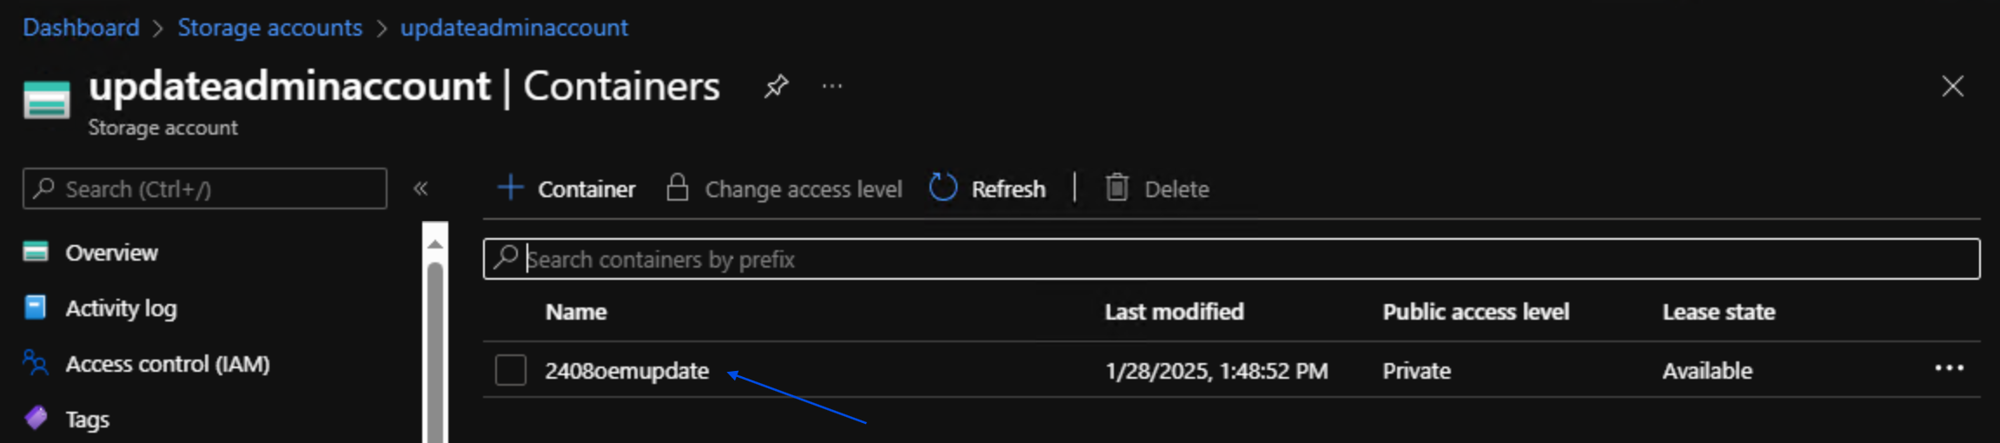 Dashboard > Storage accounts > updateadminaccount
updateadminaccount | Containers ...
Storage account
Search (Ctrl+/) «
+ Container Change access level Refresh | Delete
Overview
Search containers by prefix
Activity log
Name Last modified Public access level Lease state
Access control (IAM)
2408oemupdate 1/28/2025, 1:48:52 PM Private Available ...
Tags